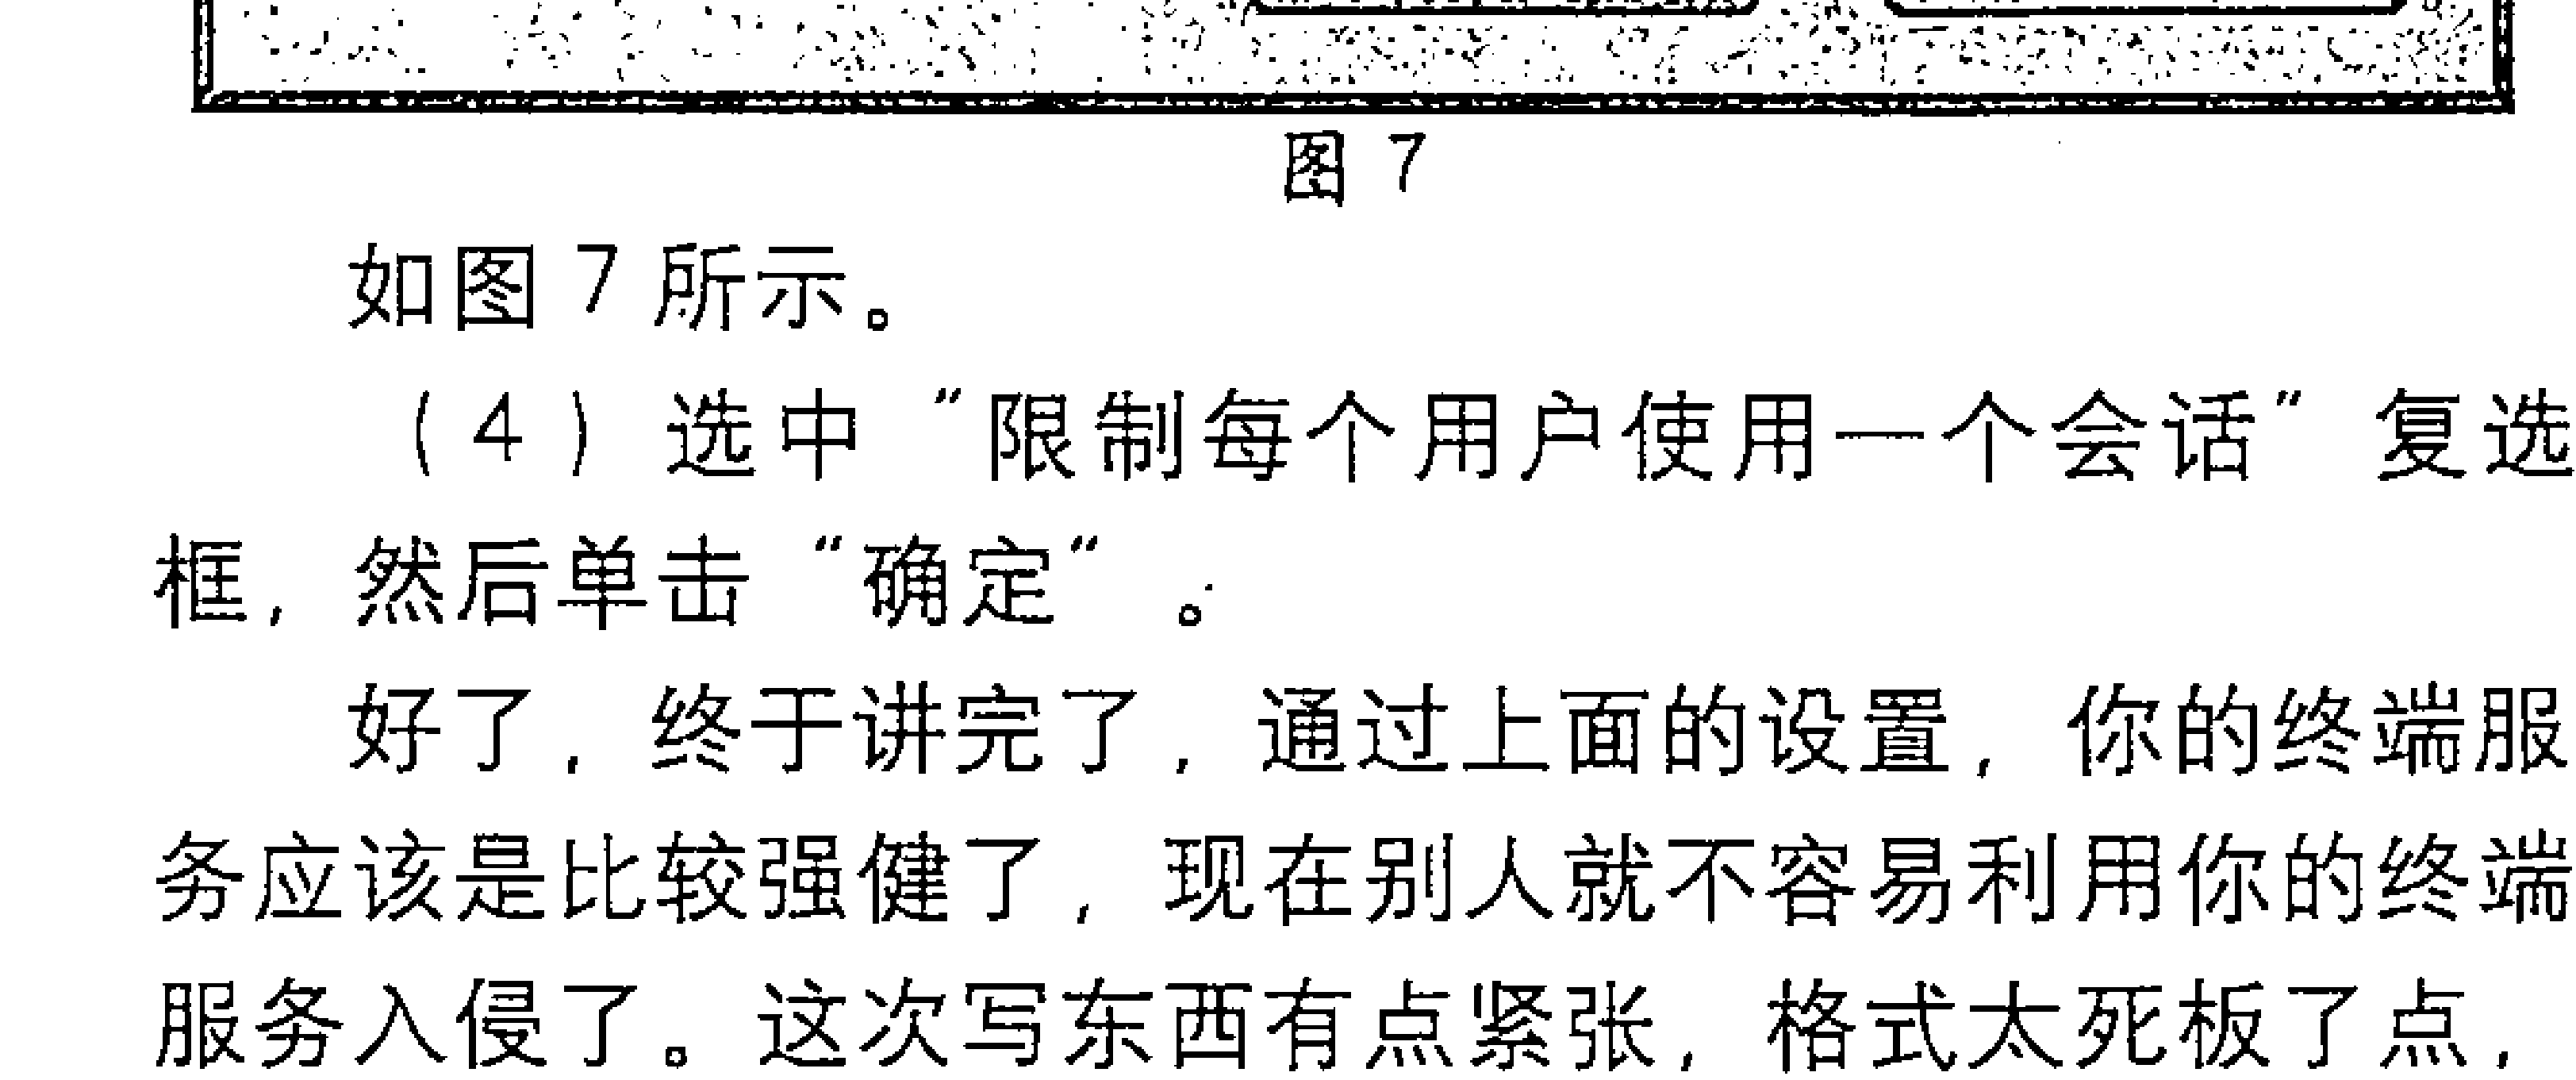 图 7
如图 7 所示。
（4）选中 “限制每个用户使用一个会话” 复选
框，然后单击 “确定“ 。
好了，终于讲完了，通过上面的设置，你的终端服
务应该是比较强健了，现在别人就不容易利用你的终端
服务入侵了。这次写东西有点紧张，格式太死板了点，